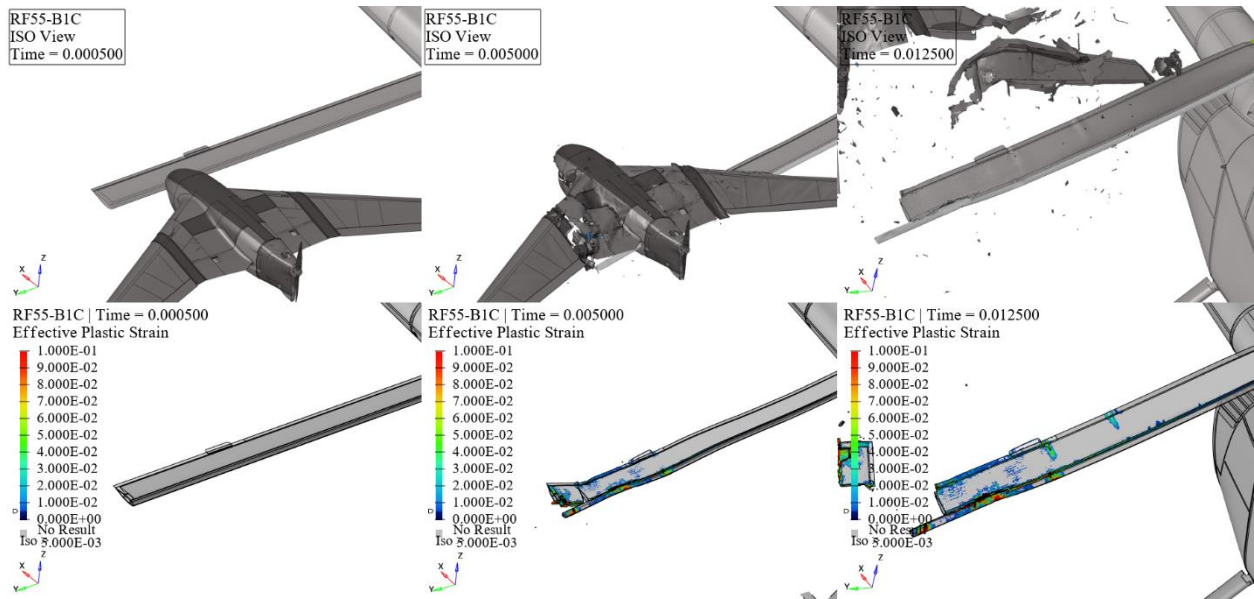 RF55-B1C
ISO View
Time = 0.000500
X
Y
Z
RF55-B1C
ISO View
Time = 0.005000
X
Y
Z
RF55-B1C
ISO View
Time = 0.012500
X
Y
Z
RF55-B1C | Time = 0.000500
Effective Plastic Strain
1.000E-01
9.000E-02
8.000E-02
7.000E-02
6.000E-02
5.000E-02
4.000E-02
3.000E-02
2.000E-02
1.000E-02
0.000E+00
No Result
Iso = 5.000E-03
X
Y
Z
RF55-B1C | Time = 0.005000
Effective Plastic Strain
1.000E-01
9.000E-02
8.000E-02
7.000E-02
6.000E-02
5.000E-02
4.000E-02
3.000E-02
2.000E-02
1.000E-02
0.000E+00
No Result
Iso = 5.000E-03
X
Y
Z
RF55-B1C | Time = 0.012500
Effective Plastic Strain
1.000E-01
9.000E-02
8.000E-02
7.000E-02
6.000E-02
5.000E-02
4.000E-02
3.000E-02
2.000E-02
1.000E-02
0.000E+00
No Result
Iso = 5.000E-03
X
Y
Z